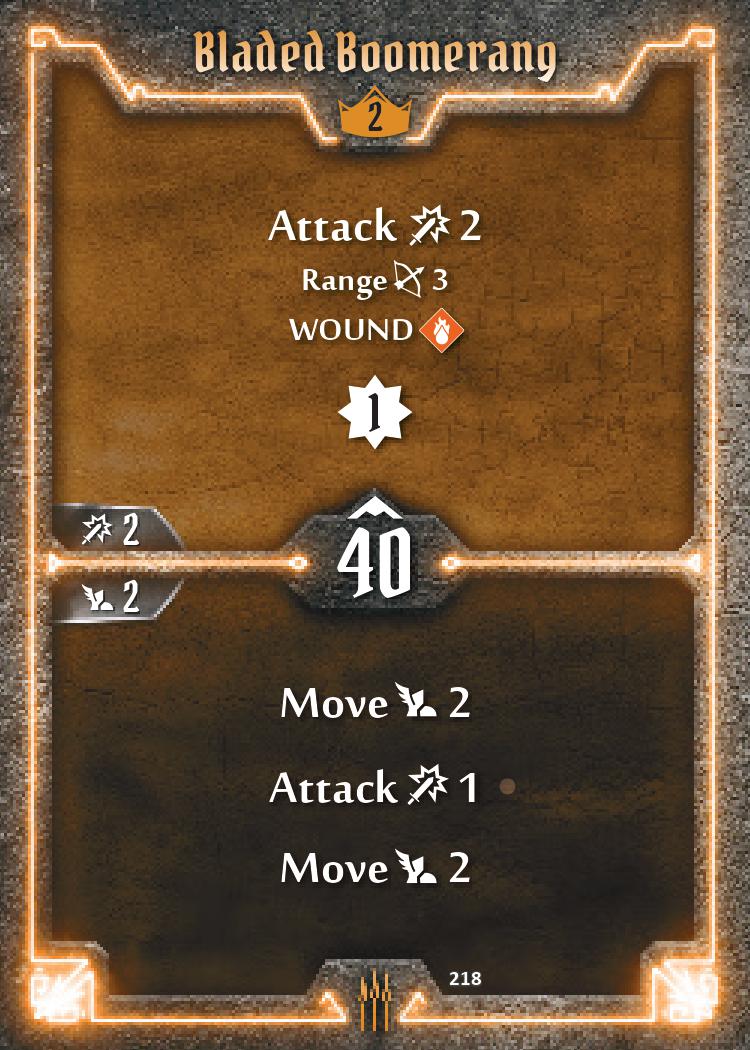 Bladed Boomerang
2
Attack 2
Range 3
WOUND
1
2
40
2
Move 2
Attack 1
Move 2
218